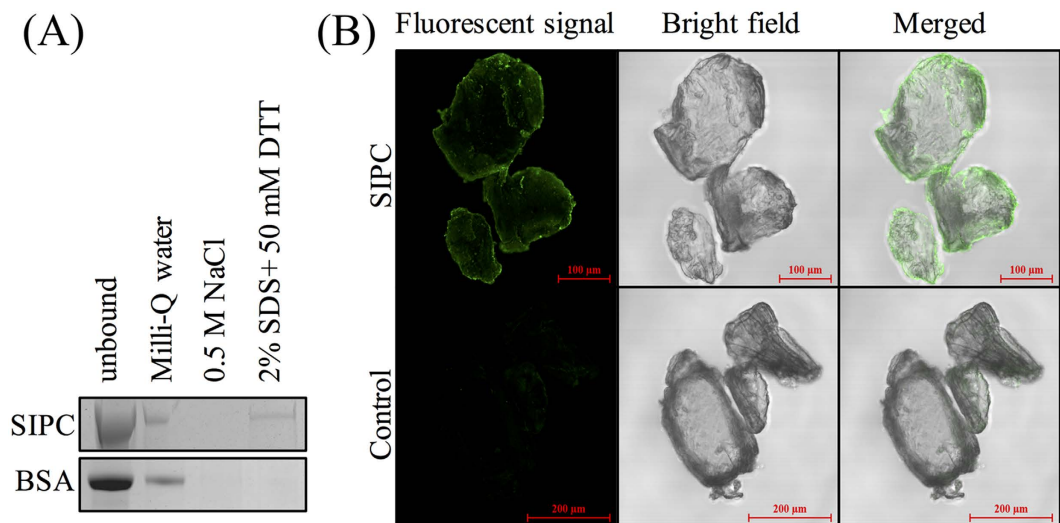 (A)
unbound
Milli-Q water
0.5 M NaCl
2% SDS+ 50 mM DTT
SIPC
BSA
(B)
Fluorescent signal
Bright field
Merged
SIPC
100 µm
100 µm
100 µm
Control
200 µm
200 µm
200 µm